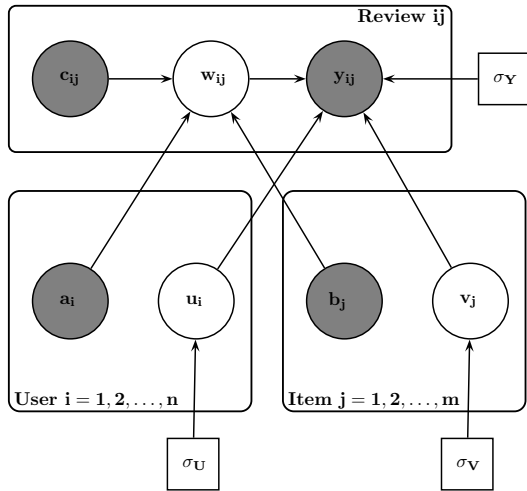 Review ij
c_ij w_ij y_ij
σ_Y
a_i u_i b_j v_j
User i = 1, 2, . . . , n Item j = 1, 2, . . . , m
σ_U σ_V